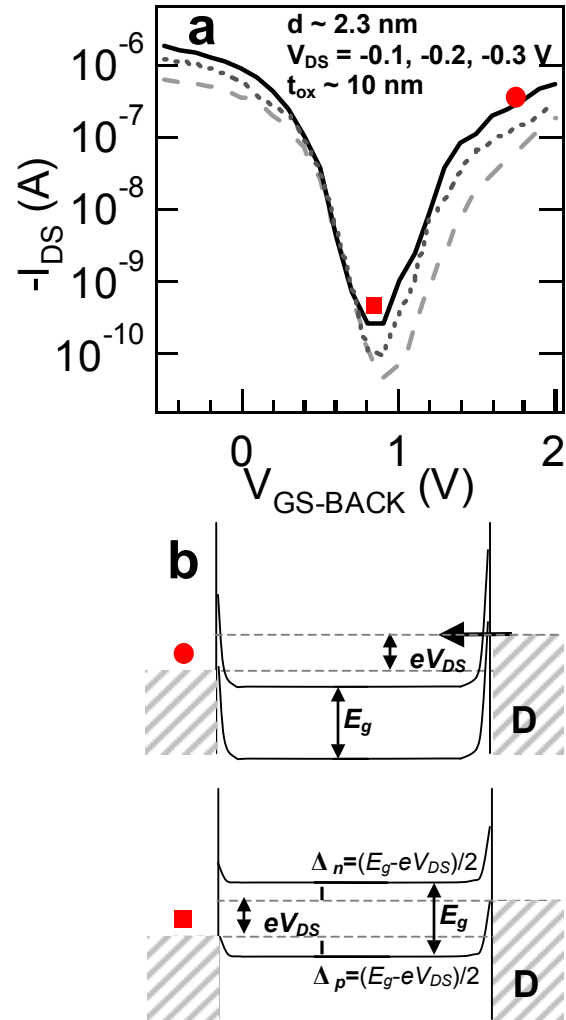 a
d ~ 2.3 nm
V_DS = -0.1, -0.2, -0.3 V
t_ox ~ 10 nm
-I_DS (A)
10^-6
10^-7
10^-8
10^-9
10^-10
0 1 2
V_GS-BACK (V)
b
eV_DS
E_g
D
Δ_n=(E_g-eV_DS)/2
eV_DS
E_g
Δ_p=(E_g-eV_DS)/2
D